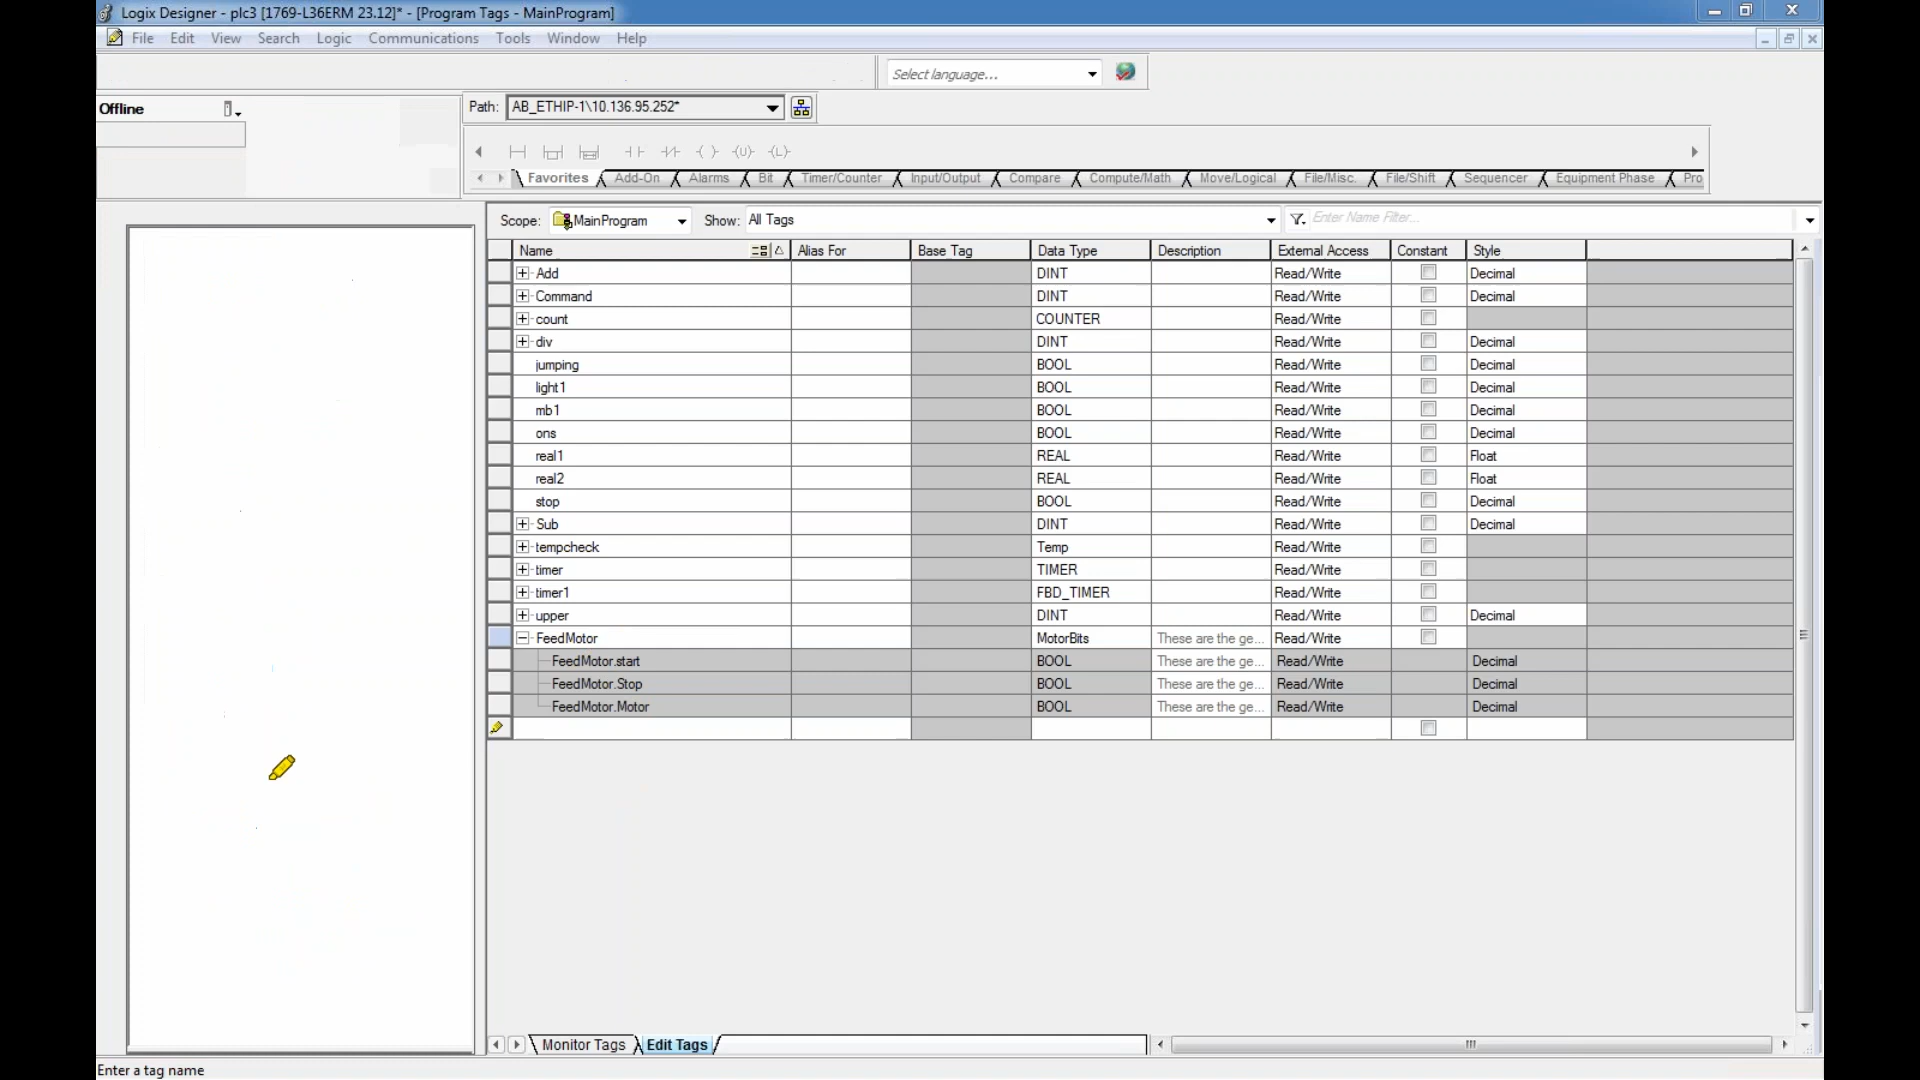 Logix Designer - plc3 [1769-L36ERM 23.12]* - [Program Tags - MainProgram]
File Edit View Search Logic Communications Tools Window Help
Select language...
Offline
Path: AB_ETHIP-1\10.136.95.252*
Favorites Add-On Alarms Bit Timer/Counter Input/Output Compare Compute/Math Move/Logical File/Misc. File/Shift Sequencer Equipment Phase Pro
Scope: MainProgram Show: All Tags Enter Name Filter...
Name Alias For Base Tag Data Type Description External Access Constant Style
Add DINT Read/Write Decimal
Command DINT Read/Write Decimal
count COUNTER Read/Write
div DINT Read/Write Decimal
jumping BOOL Read/Write Decimal
light1 BOOL Read/Write Decimal
mb1 BOOL Read/Write Decimal
ons BOOL Read/Write Decimal
real1 REAL Read/Write Float
real2 REAL Read/Write Float
stop BOOL Read/Write Decimal
Sub DINT Read/Write Decimal
tempcheck Temp Read/Write
timer TIMER Read/Write
timer1 FBD_TIMER Read/Write
upper DINT Read/Write Decimal
FeedMotor MotorBits These are the ge... Read/Write
FeedMotor.start BOOL These are the ge... Read/Write Decimal
FeedMotor.Stop BOOL These are the ge... Read/Write Decimal
FeedMotor.Motor BOOL These are the ge... Read/Write Decimal
Monitor Tags Edit Tags
Enter a tag name